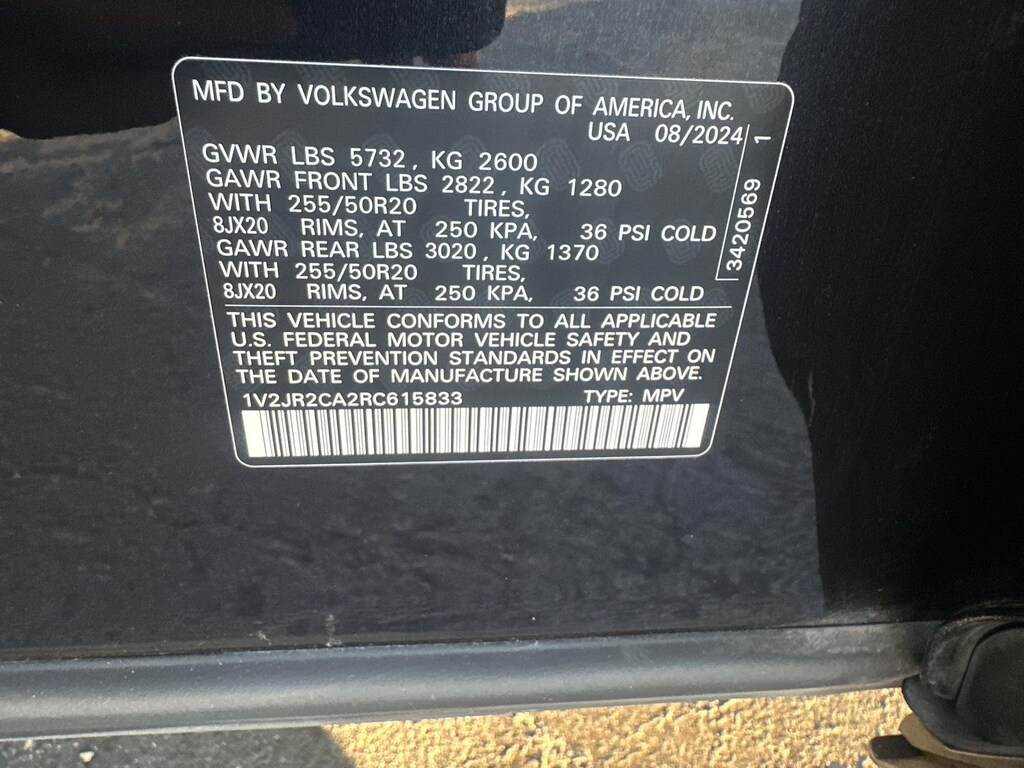 MFD BY VOLKSWAGEN GROUP OF AMERICA, INC.
USA 08/2024
GVWR LBS 5732, KG 2600
GAWR FRONT LBS 2822, KG 1280
WITH 255/50R20 TIRES,
8JX20 RIMS, AT 250 KPA, 36 PSI COLD
GAWR REAR LBS 3020, KG 1370
WITH 255/50R20 TIRES,
8JX20 RIMS, AT 250 KPA, 36 PSI COLD
3420569 1
THIS VEHICLE CONFORMS TO ALL APPLICABLE
U.S. FEDERAL MOTOR VEHICLE SAFETY AND
THEFT PREVENTION STANDARDS IN EFFECT ON
THE DATE OF MANUFACTURE SHOWN ABOVE.
1V2JR2CA2RC615833 TYPE: MPV